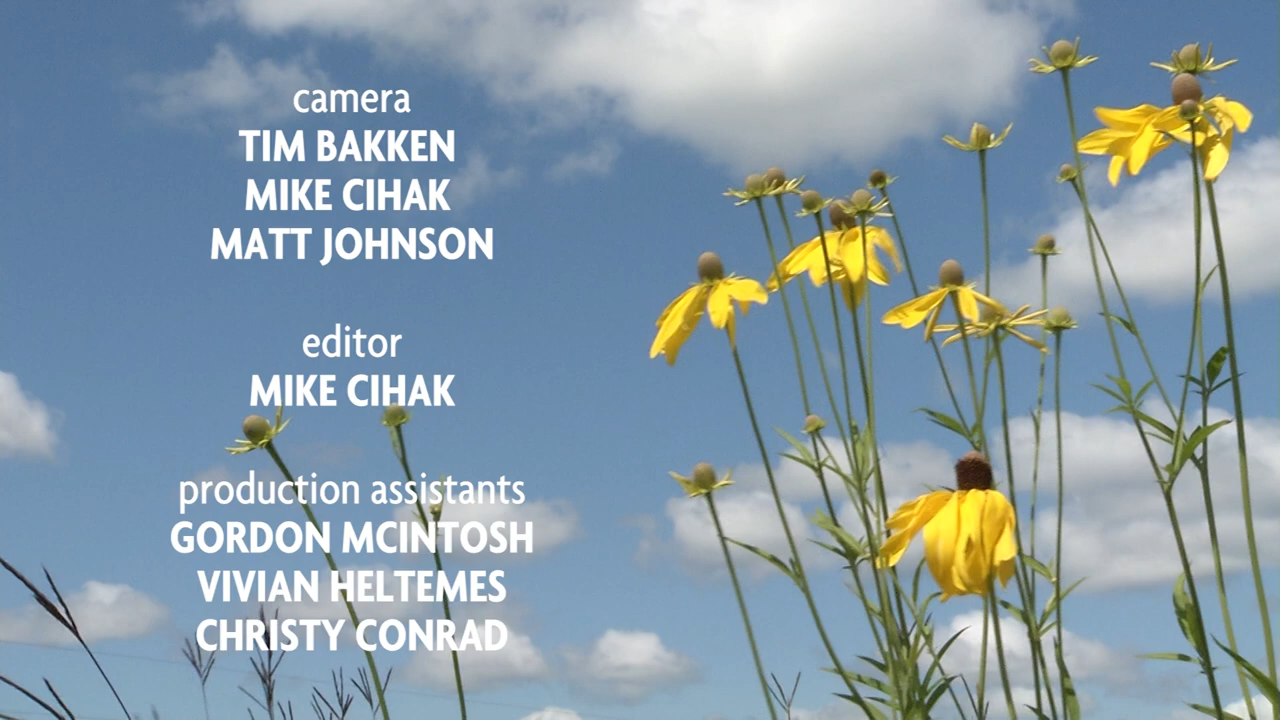 camera
TIM BAKKEN
MIKE CIHAK
MATT JOHNSON
editor
MIKE CIHAK
production assistants
GORDON MCINTOSH
VIVIAN HELTEMES
CHRISTY CONRAD